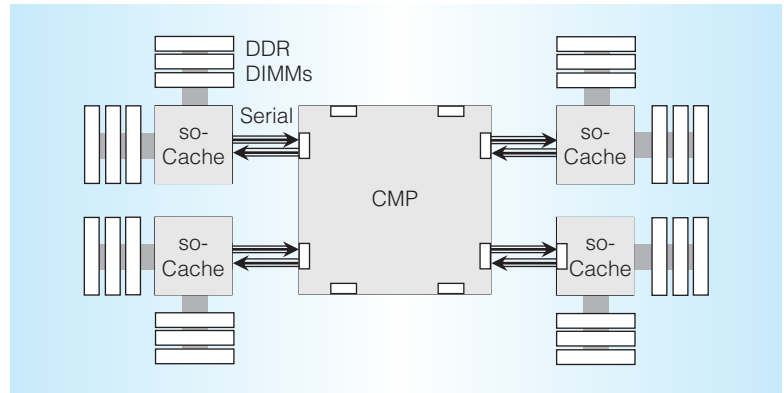 DDR
DIMMs
Serial
so-
Cache
so-
Cache
CMP
so-
Cache
so-
Cache